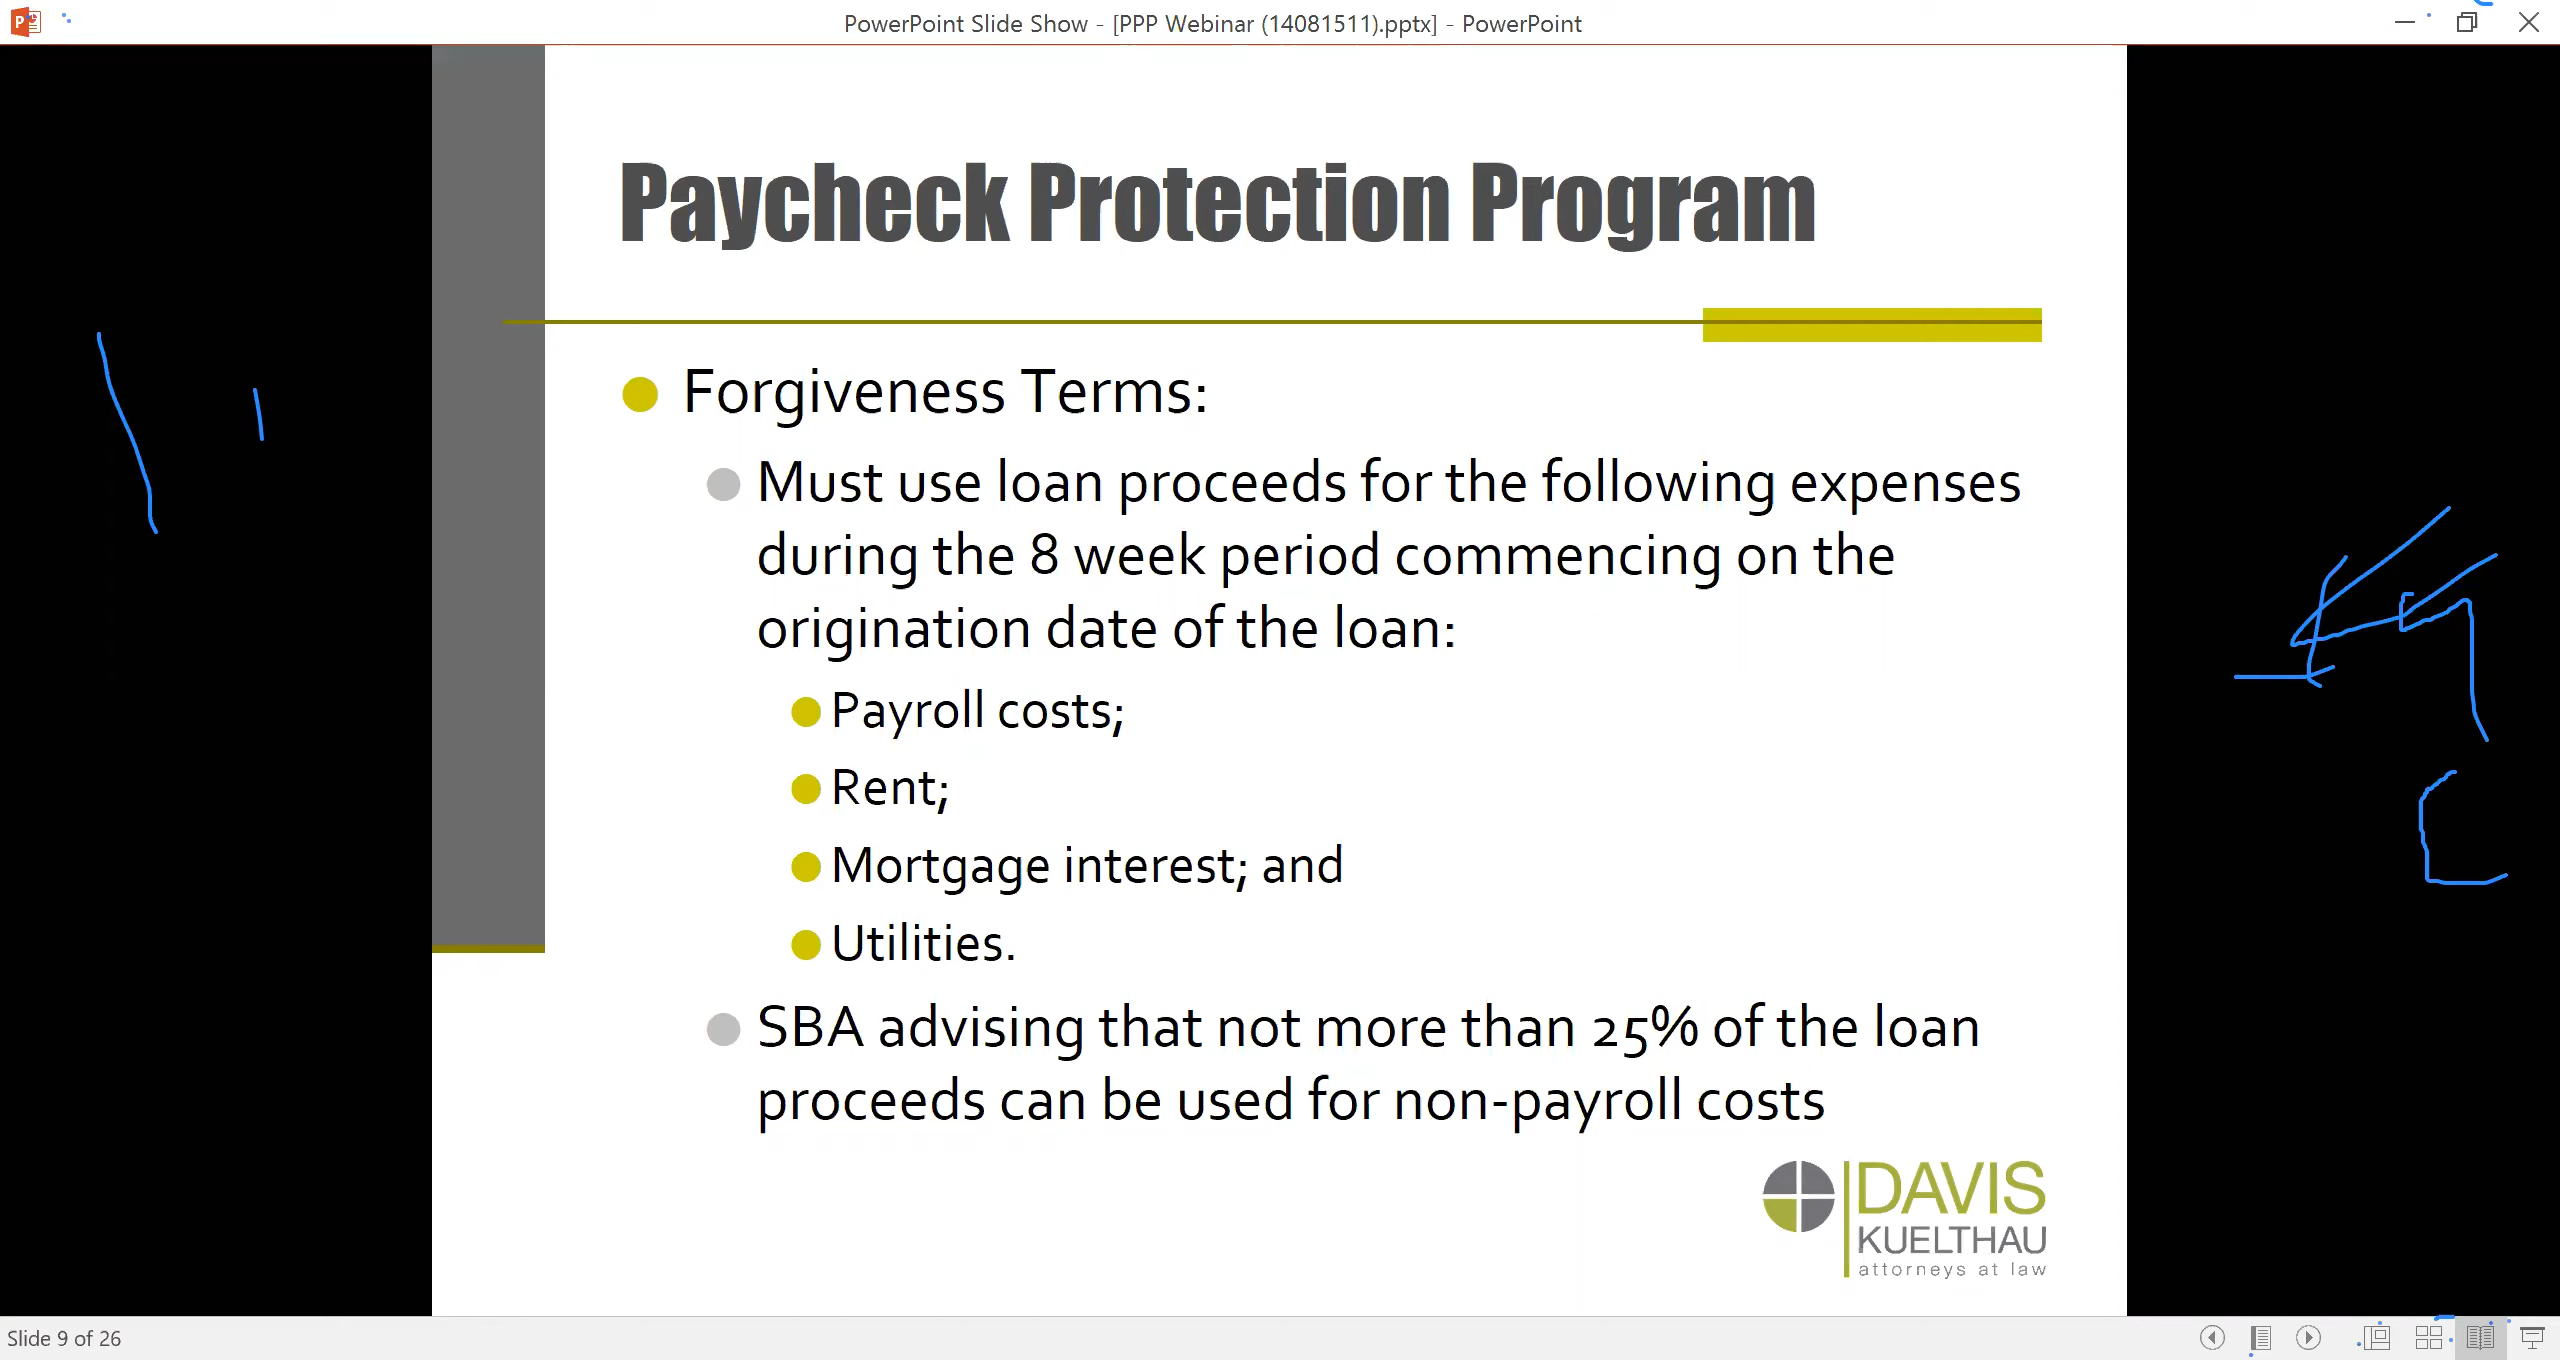 PowerPoint Slide Show - [PPP Webinar (14081511).pptx] - PowerPoint
Paycheck Protection Program
Forgiveness Terms:
Must use loan proceeds for the following expenses
during the 8 week period commencing on the
origination date of the loan:
Payroll costs;
Rent;
Mortgage interest; and
Utilities.
SBA advising that not more than 25% of the loan
proceeds can be used for non-payroll costs
DAVIS
KUELTHAU
attorneys at law
Slide 9 of 26